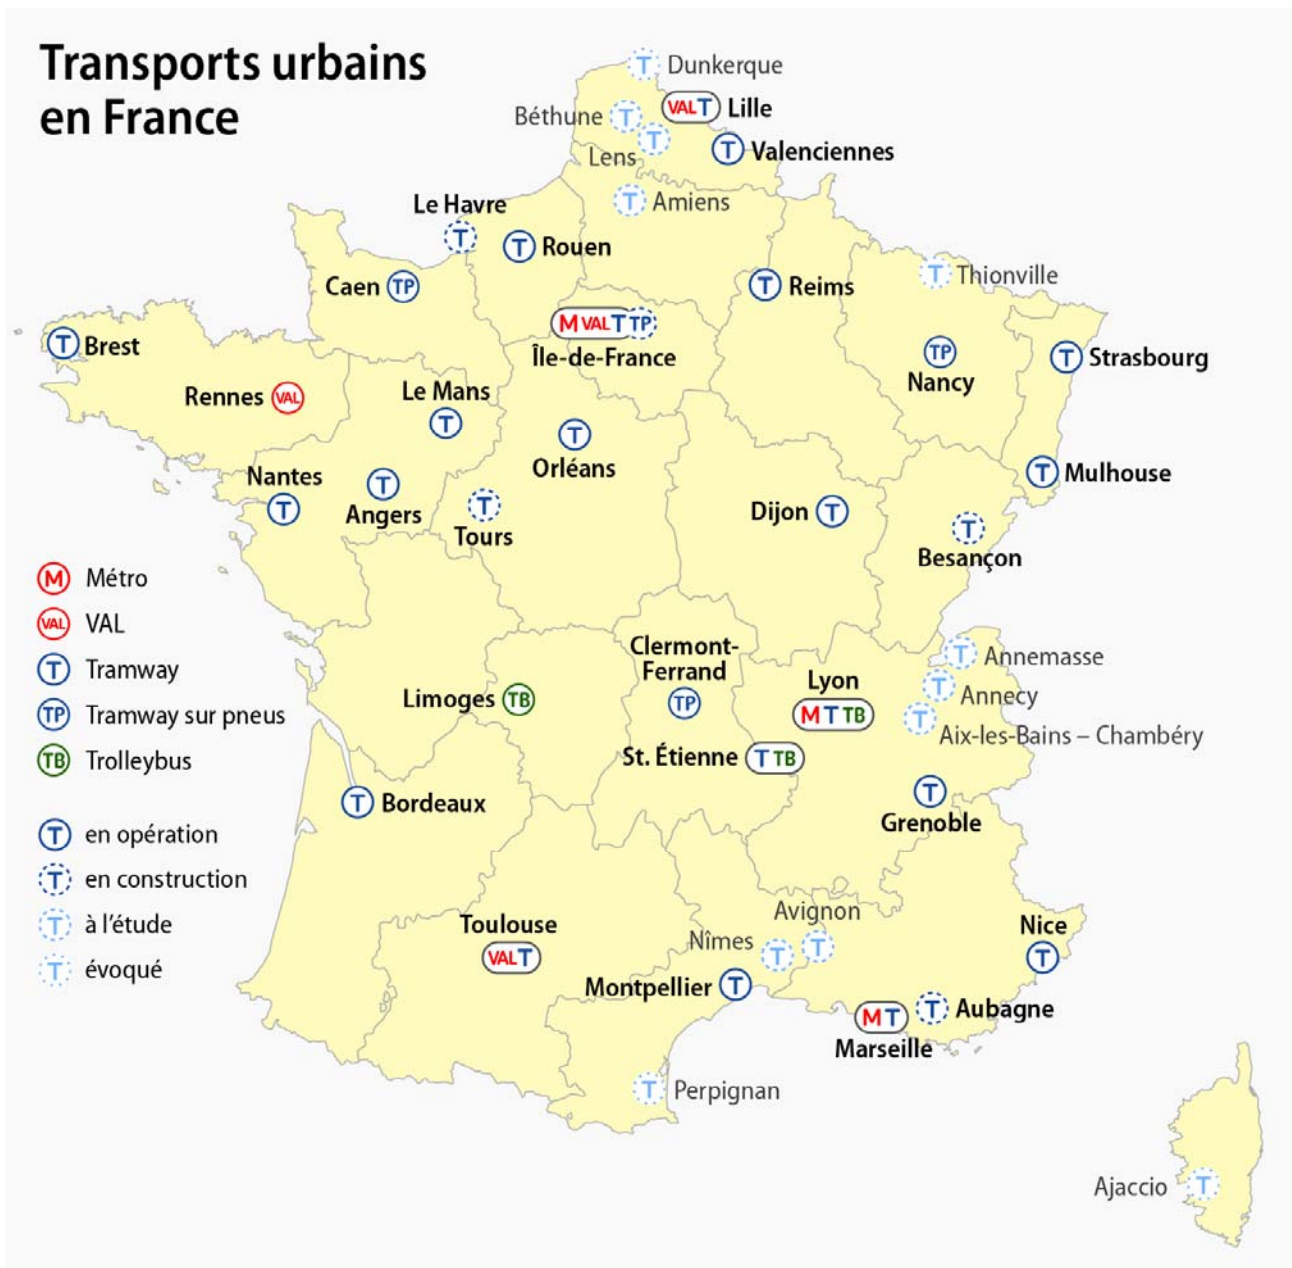 Transports urbains
en France
T Dunkerque
Béthune T
VAL T Lille
Lens T
T Valenciennes
T Amiens
Le Havre
T
T Rouen
Caen TP
T Reims
T Thionville
M VAL T TP
Île-de-France
T Brest
TP
Nancy
T Strasbourg
Rennes VAL
Le Mans
T
T
Orléans
Nantes
T
T
Angers
T
Tours
Dijon T
T Mulhouse
T
Besançon
M Métro
VAL VAL
T Tramway
TP Tramway sur pneus
TB Trolleybus
T en opération
T en construction
T à l'étude
T évoqué
Clermont-
Ferrand
TP
Limoges TB
Lyon
M T TB
T Annemasse
T Annecy
T
Aix-les-Bains – Chambéry
St. Étienne T TB
T Bordeaux
T
Grenoble
Toulouse
VAL T
Avignon
T
Nîmes
T
Montpellier T
Nice
T
M T
Marseille
T Aubagne
T Perpignan
Ajaccio T